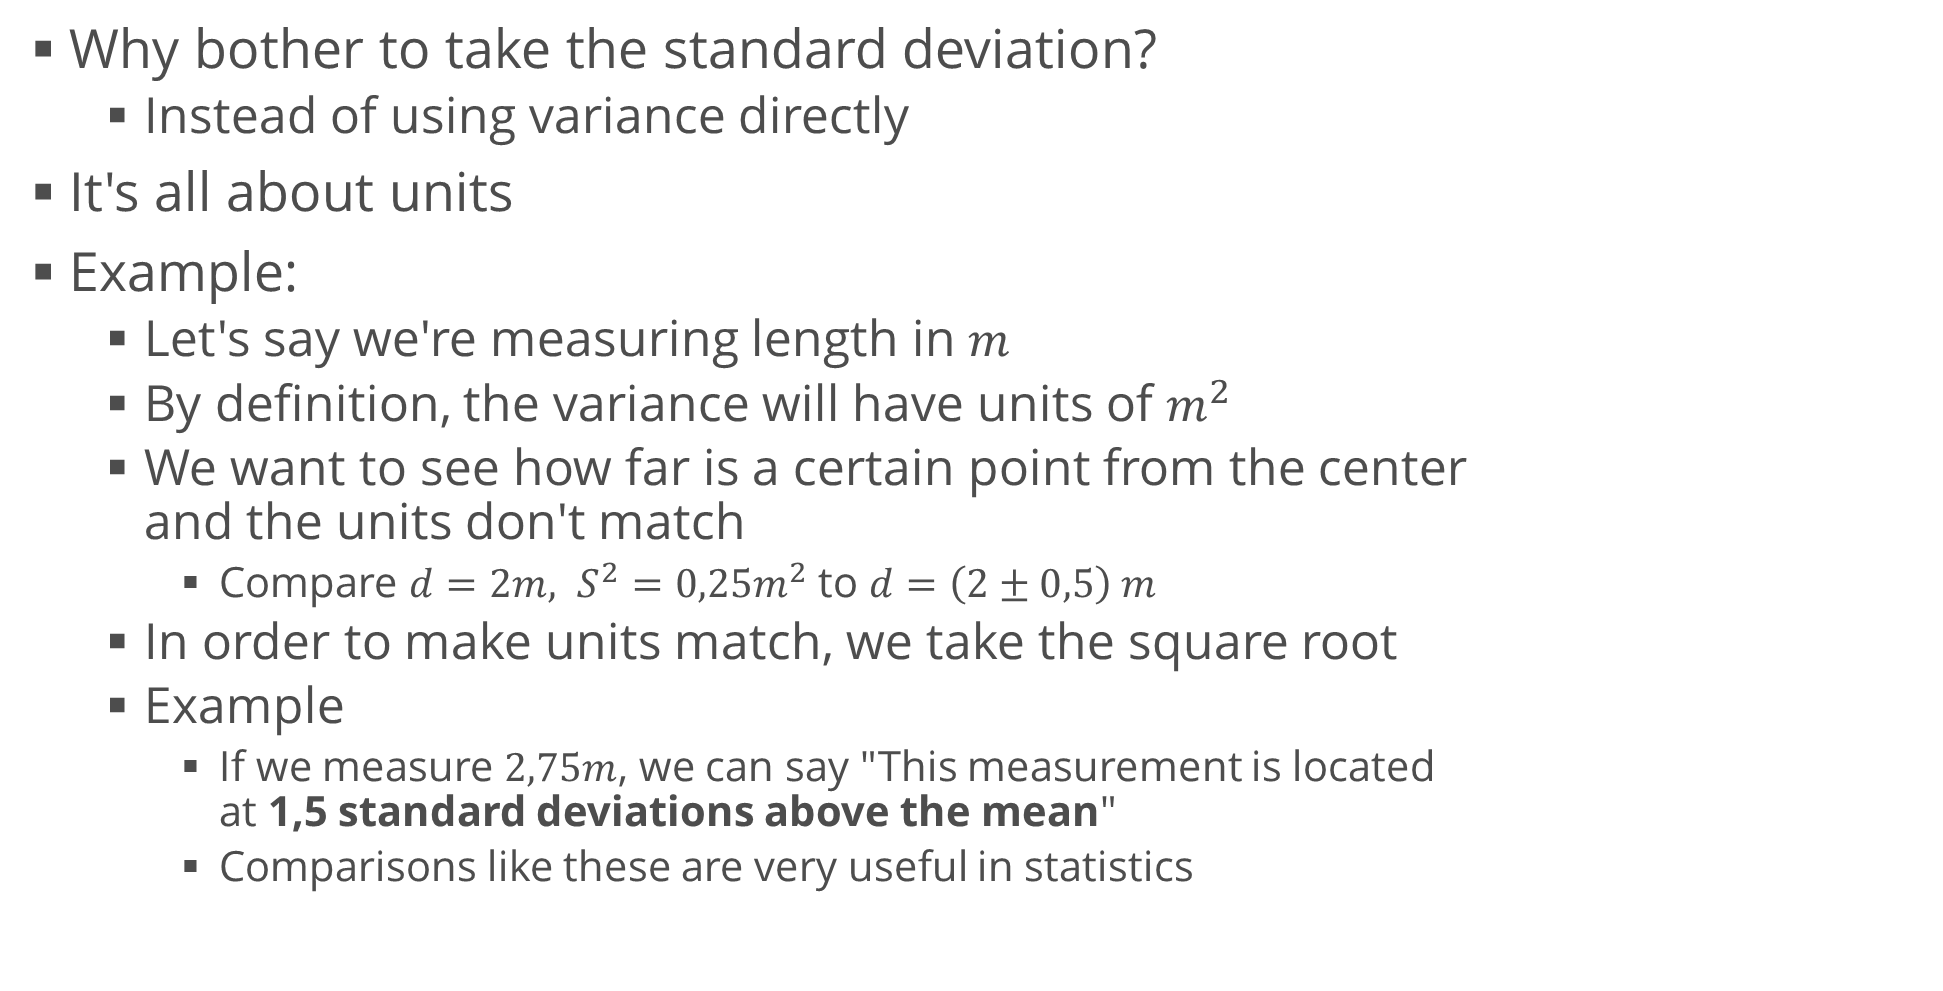 ▪ Why bother to take the standard deviation?
▪ Instead of using variance directly
▪ It's all about units
▪ Example:
▪ Let's say we're measuring length in m
▪ By definition, the variance will have units of m²
▪ We want to see how far is a certain point from the center
and the units don't match
▪ Compare d = 2m, S² = 0,25m² to d = (2 ± 0,5) m
▪ In order to make units match, we take the square root
▪ Example
▪ If we measure 2,75m, we can say "This measurement is located
at 1,5 standard deviations above the mean"
▪ Comparisons like these are very useful in statistics